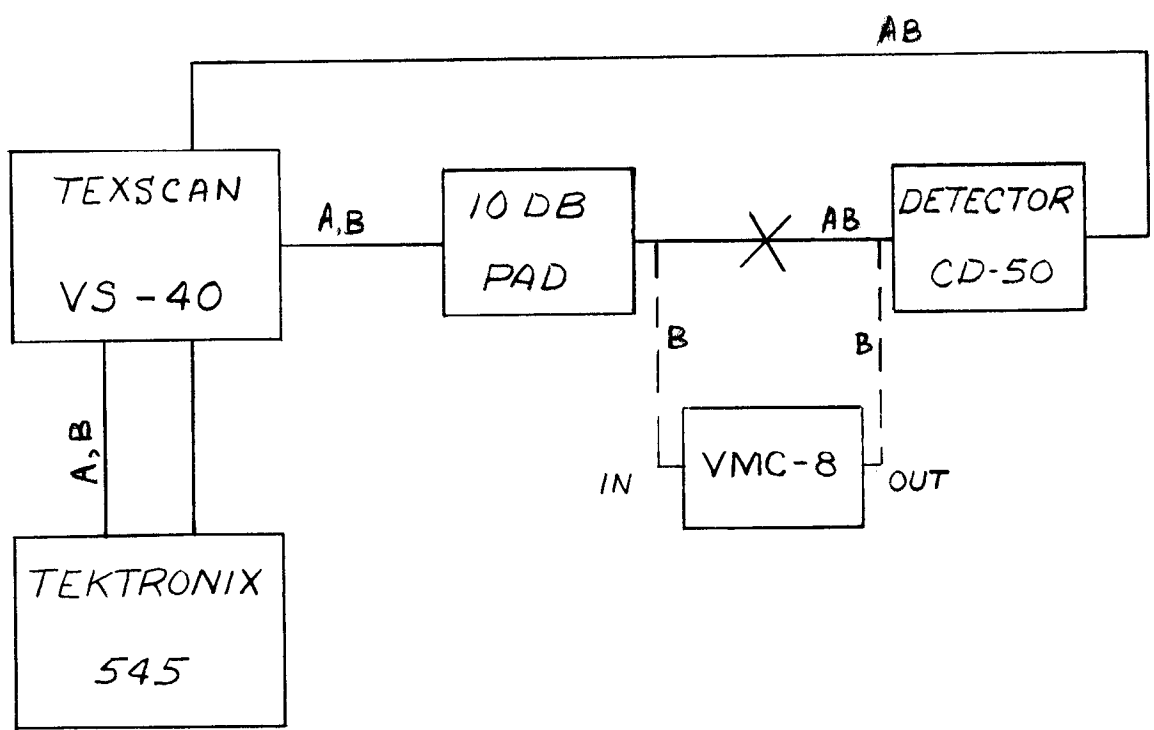 AB
TEXSCAN
VS-40
A,B
10 DB
PAD
AB
DETECTOR
CD-50
B
B
A,B
IN
VMC-8
OUT
TEKTRONIX
545